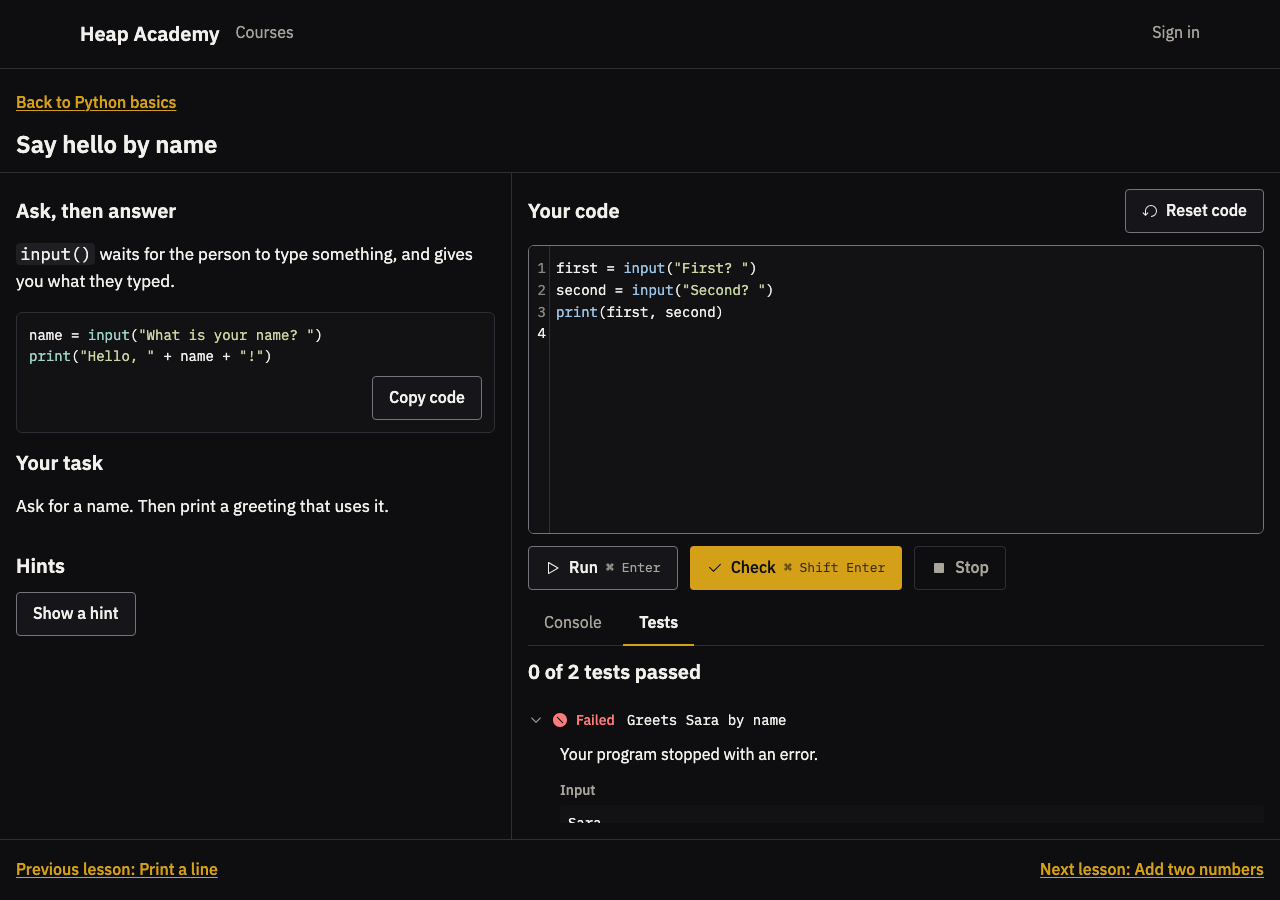 Heap Academy Courses Sign in
Back to Python basics
Say hello by name
Ask, then answer
input() waits for the person to type something, and gives
you what they typed.
name = input("What is your name? ")
print("Hello, " + name + "!")
Copy code
Your task
Ask for a name. Then print a greeting that uses it.
Hints
Show a hint
Your code
Reset code
1 first = input("First? ")
2 second = input("Second? ")
3 print(first, second)
4
Run ⌘ Enter Check ⌘ Shift Enter Stop
Console Tests
0 of 2 tests passed
Failed Greets Sara by name
Your program stopped with an error.
Input
Sara
Previous lesson: Print a line Next lesson: Add two numbers